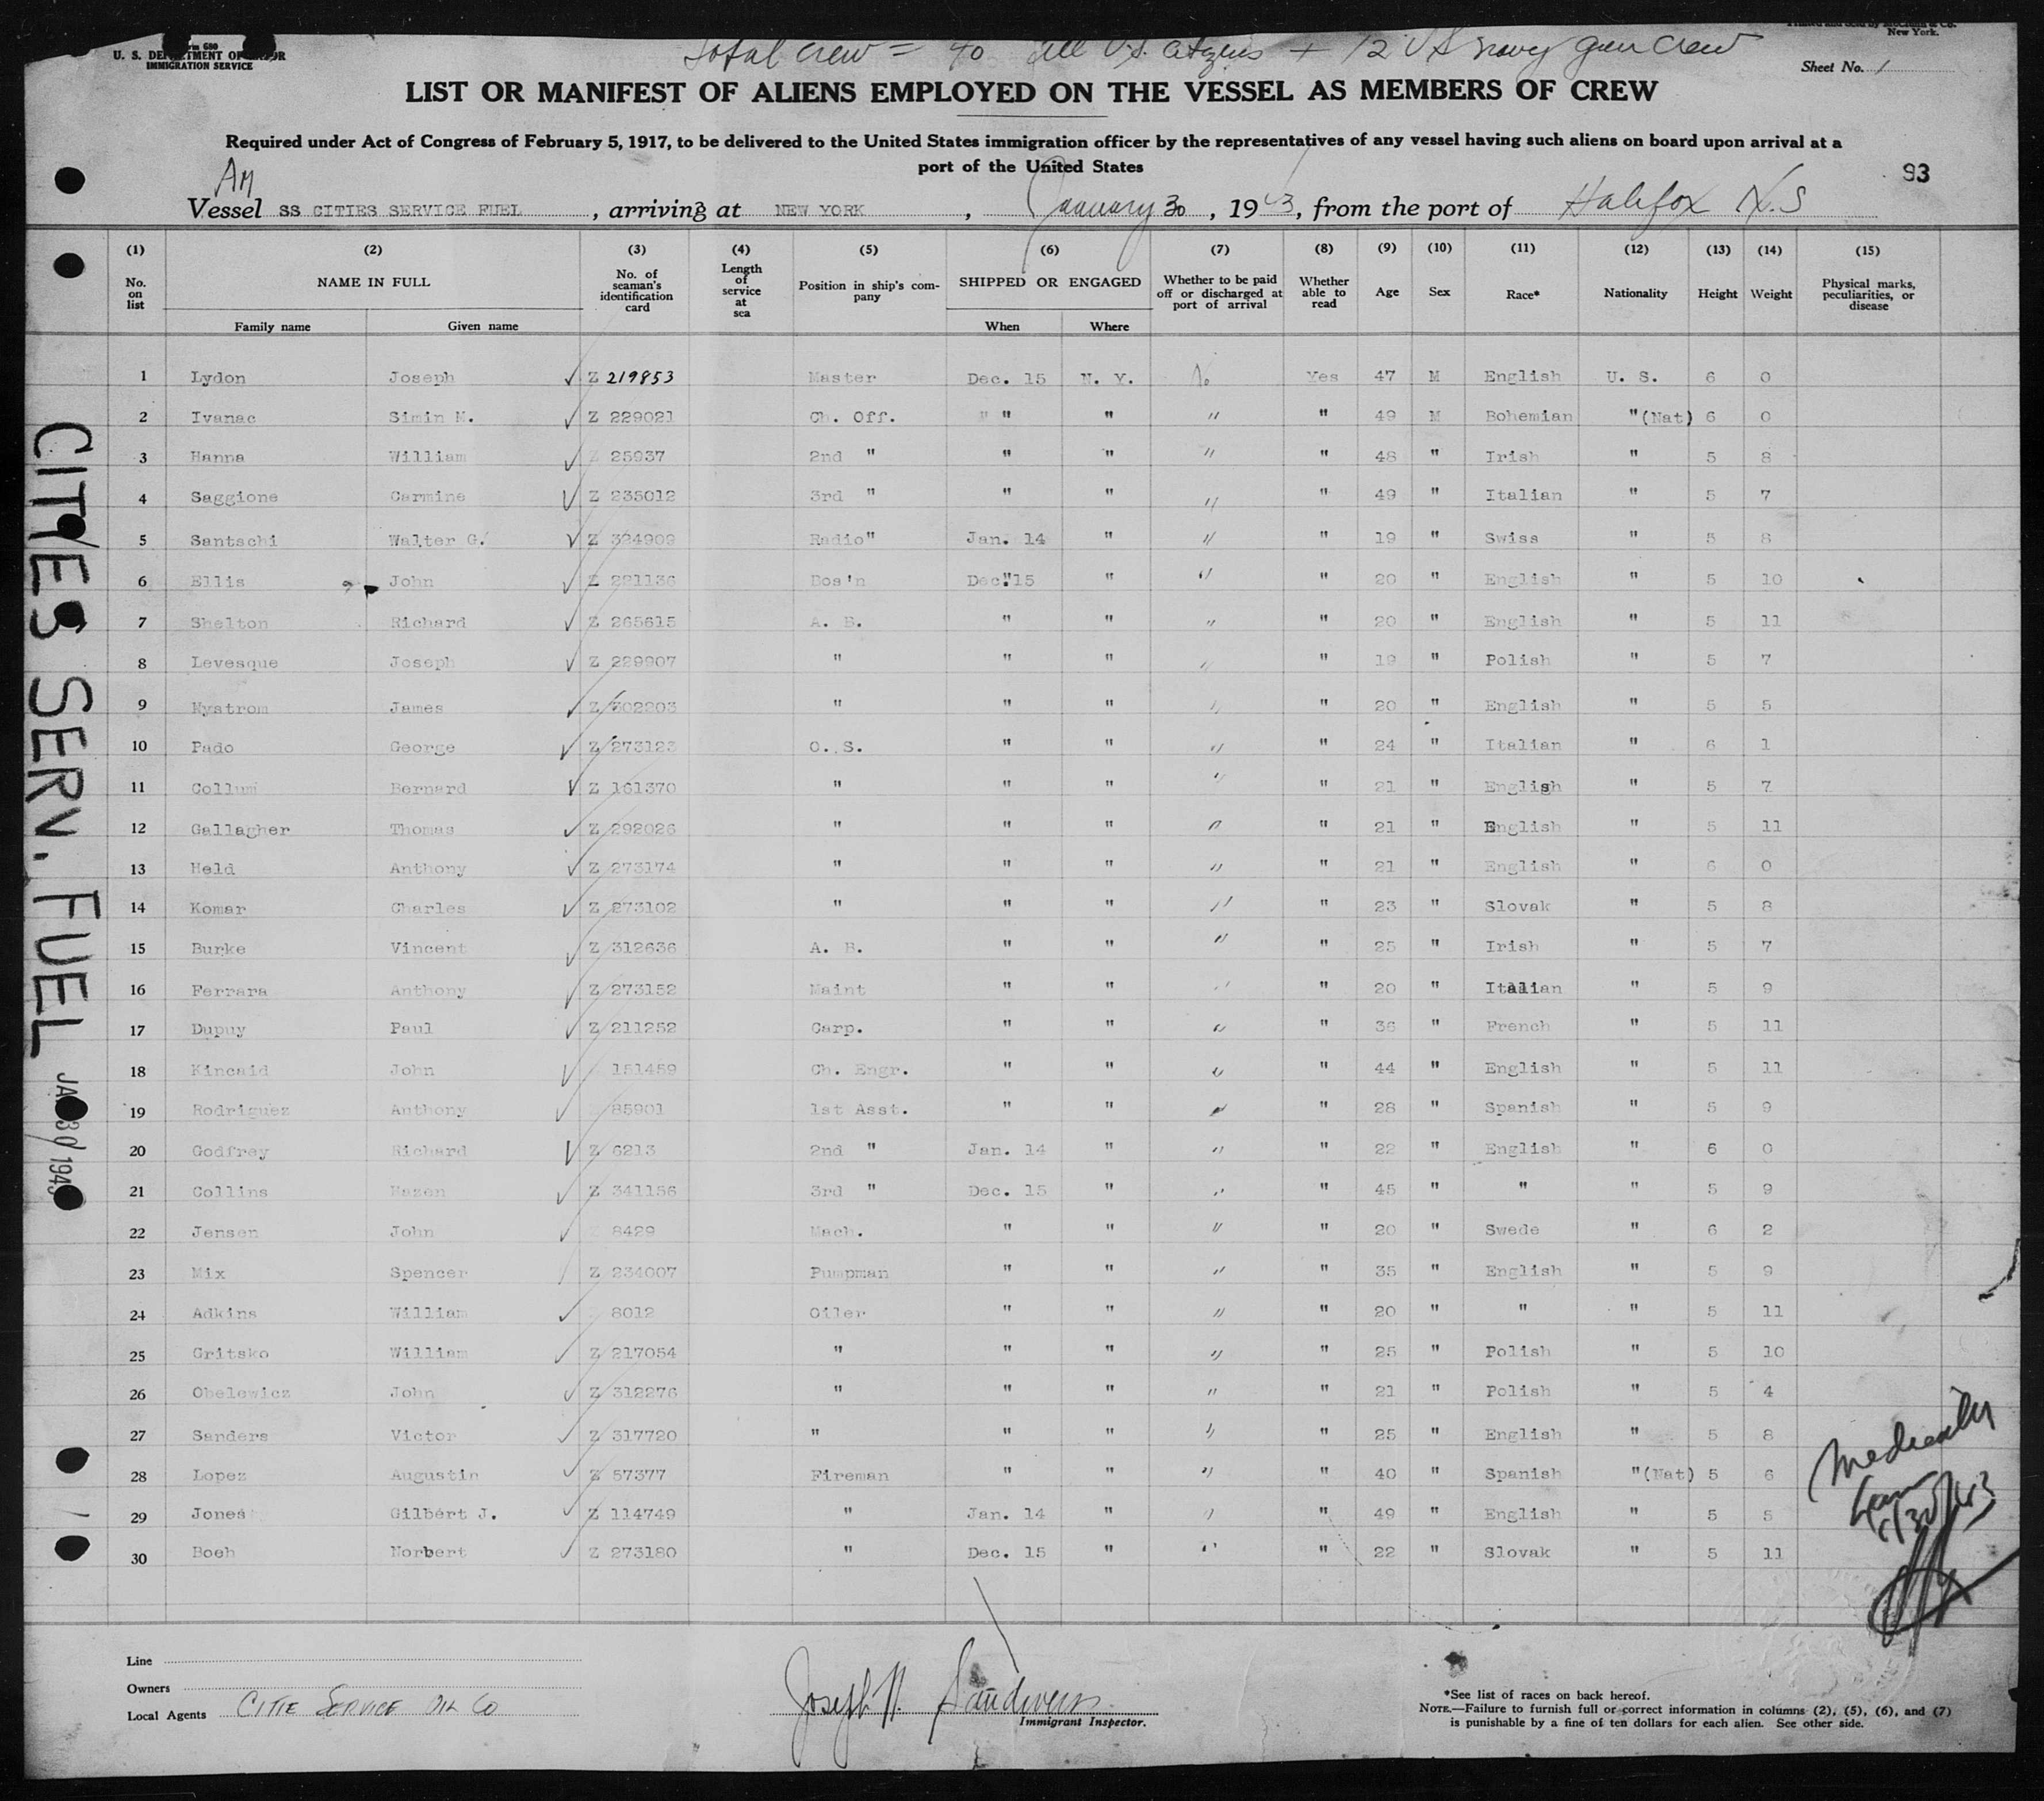 Form 680
U. S. DEPARTMENT OF LABOR
IMMIGRATION SERVICE
New York.
Total Crew = 40 all U.S. citizens + 12 US navy gun crew
Sheet No. 1
LIST OR MANIFEST OF ALIENS EMPLOYED ON THE VESSEL AS MEMBERS OF CREW
Required under Act of Congress of February 5, 1917, to be delivered to the United States immigration officer by the representatives of any vessel having such aliens on board upon arrival at a
port of the United States
93
Am
Vessel SS CITIES SERVICE FUEL, arriving at NEW YORK, January 30, 1943, from the port of Halifax N.S
(1) (2) (3) (4) (5) (6) (7) (8) (9) (10) (11) (12) (13) (14) (15)
No. on list NAME IN FULL Family name Given name No. of seaman's identification card Length of service at sea Position in ship's company SHIPPED OR ENGAGED When Where Whether to be paid off or discharged at port of arrival Whether able to read Age Sex Race* Nationality Height Weight Physical marks, peculiarities, or disease
1 Lydon Joseph ✓ Z 219853 Master Dec. 15 N. Y. No Yes 47 M English U. S. 6 0
2 Ivanac Simin M. ✓ Z 229021 Ch. Off. " " " " " 49 M Bohemian "(Nat) 6 0
3 Hanna William ✓ Z 25937 2nd " " " " " 48 " Irish " 5 8
4 Saggione Carmine ✓ Z 235012 3rd " " " " " 49 " Italian " 5 7
5 Santschi Walter G. ✓ Z 324909 Radio" Jan. 14 " " " 19 " Swiss " 5 8
6 Ellis John ✓ Z 221136 Bos'n Dec."15 " " " 20 " English " 5 10
7 Shelton Richard ✓ Z 265615 A. B. " " " " 20 " English " 5 11
8 Levesque Joseph ✓ Z 229907 " " " " " 19 " Polish " 5 7
9 Nystrom James ✓ Z 302203 " " " " " 20 " English " 5 5
10 Pado George ✓ Z 273123 O. S. " " " " 24 " Italian " 6 1
11 Collumi Bernard ✓ Z 161370 " " " " " 21 " English " 5 7
12 Gallagher Thomas ✓ Z 292026 " " " " " 21 " English " 5 11
13 Held Anthony ✓ Z 273174 " " " " " 21 " English " 6 0
14 Komar Charles ✓ Z 273102 " " " " " 23 " Slovak " 5 8
15 Burke Vincent ✓ Z 312636 A. B. " " " " 25 " Irish " 5 7
16 Ferrara Anthony ✓ Z 273152 Maint " " " " 20 " Italian " 5 9
17 Dupuy Paul ✓ Z 211252 Carp. " " " " 36 " French " 5 11
18 Kincaid John ✓ 151459 Ch. Engr. " " " " 44 " English " 5 11
19 Rodriguez Anthony ✓ 85901 1st Asst. " " " " 28 " Spanish " 5 9
20 Godfrey Richard ✓ Z 6213 2nd " Jan. 14 " " " 22 " English " 6 0
21 Collins Hazen ✓ Z 341156 3rd " Dec. 15 " " " 45 " " " 5 9
22 Jensen John ✓ 8429 Mach. " " " " 20 " Swede " 6 2
23 Mix Spencer ✓ Z 234007 Pumpman " " " " 35 " English " 5 9
24 Adkins William ✓ 8012 Oiler " " " " 20 " " " 5 11
25 Gritsko William ✓ Z 217054 " " " " " 25 " Polish " 5 10
26 Obelewicz John ✓ Z 312276 " " " " " 21 " Polish " 5 4
27 Sanders Victor ✓ Z 317720 " " " " " 25 " English " 5 8
28 Lopez Augustin ✓ Z 57377 Fireman " " " " 40 " Spanish "(Nat) 5 6
29 Jones Gilbert J. ✓ Z 114749 " Jan. 14 " " " 49 " English " 5 5
30 Boeh Norbert ✓ Z 273180 " Dec. 15 " " " 22 " Slovak " 5 11
CITIES SERV. FUEL JAN 30 1943
Medically
1/30/43
Line
Owners
Local Agents CITIE SERVICE OIL CO
Joseph N.
Immigrant Inspector.
*See list of races on back hereof.
NOTE.—Failure to furnish full or correct information in columns (2), (5), (6), and (7)
is punishable by a fine of ten dollars for each alien. See other side.